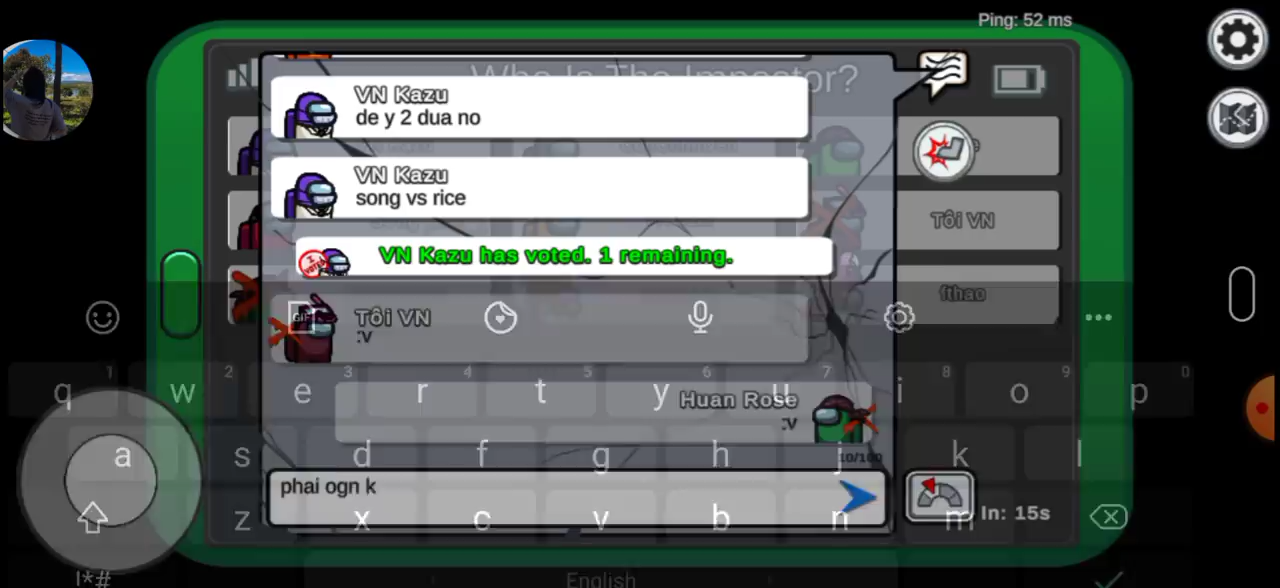 Ping: 52 ms
Who Is The Impostor?
VN Kazu
de y 2 dua no
VN Kazu
song vs rice
Tôi VN
VN Kazu has voted. 1 remaining.
I VOTED
fthao
Tôi VN
:V
GIF
Huan Rose
:V
10/100
phai ogn k
In: 15s
1 2 3 4 5 6 7 8 9 0
q w e r t y u i o p
a s d f g h j k l
z x c v b n m
!*#
English